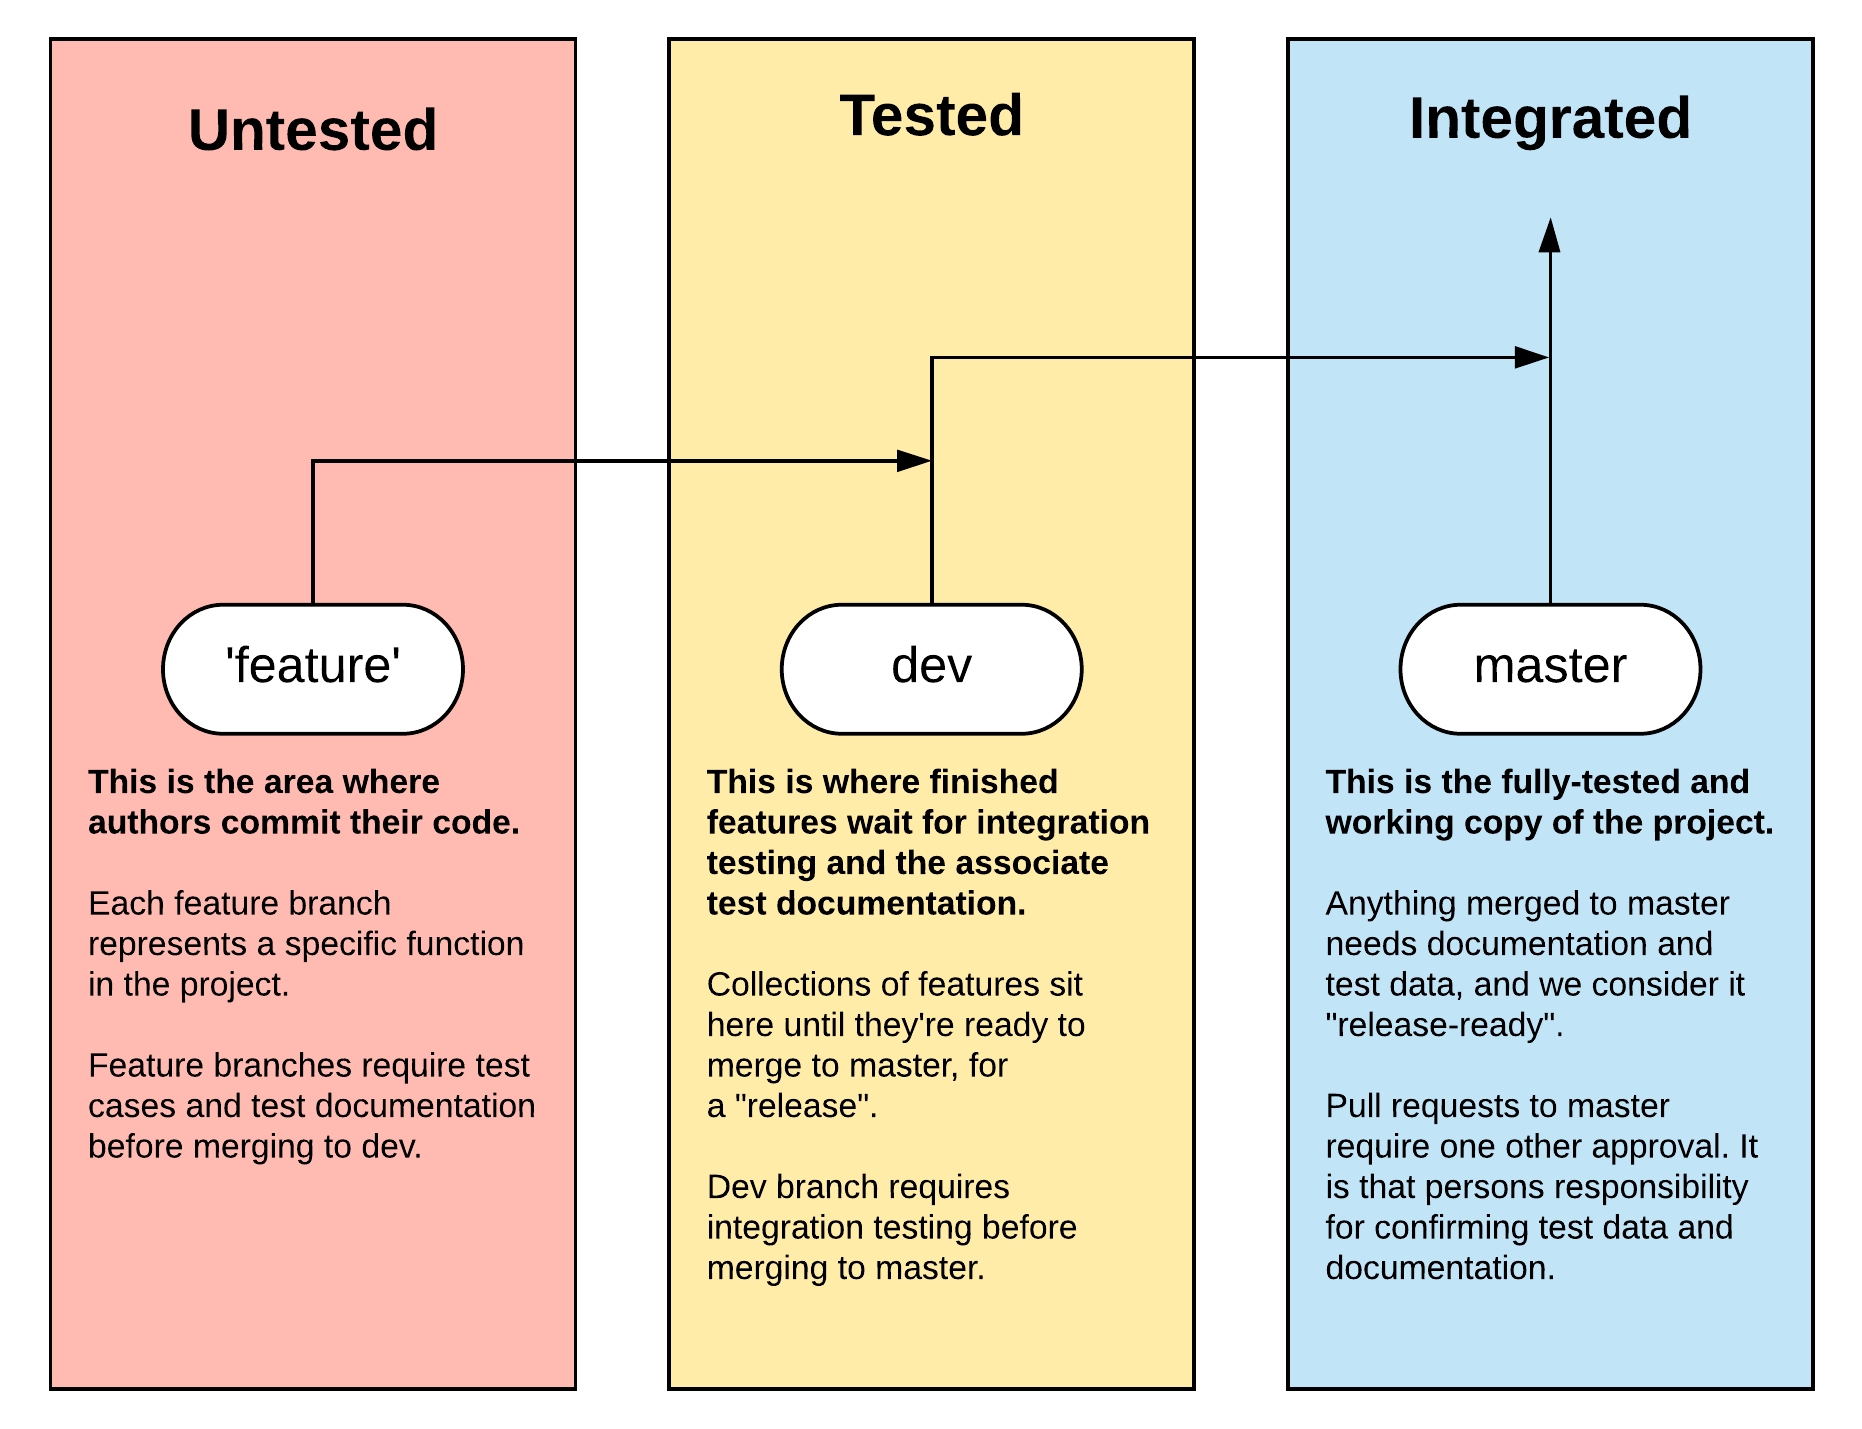 Untested
'feature'
This is the area where
authors commit their code.
Each feature branch
represents a specific function
in the project.
Feature branches require test
cases and test documentation
before merging to dev.
Tested
dev
This is where finished
features wait for integration
testing and the associate
test documentation.
Collections of features sit
here until they're ready to
merge to master, for
a "release".
Dev branch requires
integration testing before
merging to master.
Integrated
master
This is the fully-tested and
working copy of the project.
Anything merged to master
needs documentation and
test data, and we consider it
"release-ready".
Pull requests to master
require one other approval. It
is that persons responsibility
for confirming test data and
documentation.